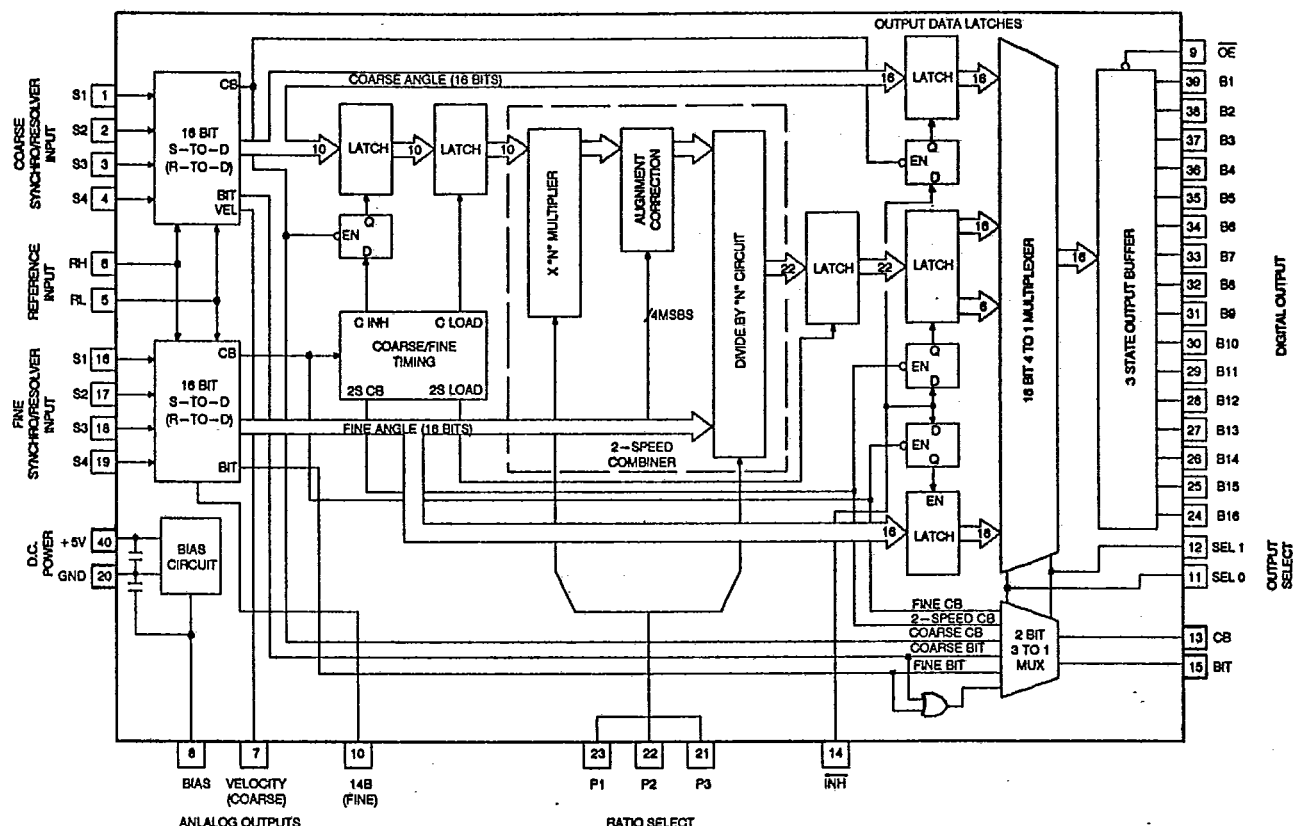 OUTPUT DATA LATCHES
COARSE
SYNCHRO/RESOLVER
INPUT
S1 1
S2 2
S3 3
S4 4
16 BIT
S-TO-D
(R-TO-D)
CB
BIT
VEL
COARSE ANGLE (16 BITS)
10
LATCH
10
LATCH
10
Q
EN
D
X "N" MULTIPLIER
ALIGNMENT
CORRECTION
DIVIDE BY "N" CIRCUIT
4MSBS
2-SPEED
COMBINER
REFERENCE
INPUT
RH 6
RL 5
C INH
C LOAD
COARSE/FINE
TIMING
2S CB
2S LOAD
FINE
SYNCHRO/RESOLVER
INPUT
S1 16
S2 17
S3 18
S4 19
16 BIT
S-TO-D
(R-TO-D)
CB
BIT
FINE ANGLE (16 BITS)
22
LATCH
22
16
LATCH
16
Q
EN
D
LATCH
16
6
Q
EN
D
D
EN
Q
16
EN
LATCH
16
16 BIT 4 TO 1 MULTIPLEXER
16
3 STATE OUTPUT BUFFER
9 OE
39 B1
38 B2
37 B3
36 B4
35 B5
34 B6
33 B7
32 B8
31 B9
30 B10
29 B11
28 B12
27 B13
26 B14
25 B15
24 B16
DIGITAL OUTPUT
12 SEL 1
11 SEL 0
OUTPUT
SELECT
D.C.
POWER
+5V 40
GND 20
BIAS
CIRCUIT
FINE CB
2-SPEED CB
COARSE CB
COARSE BIT
FINE BIT
2 BIT
3 TO 1
MUX
13 CB
15 BIT
8
BIAS
7
VELOCITY
(COARSE)
10
14B
(FINE)
ANLALOG OUTPUTS
23
P1
22
P2
21
P3
RATIO SELECT
14
INH